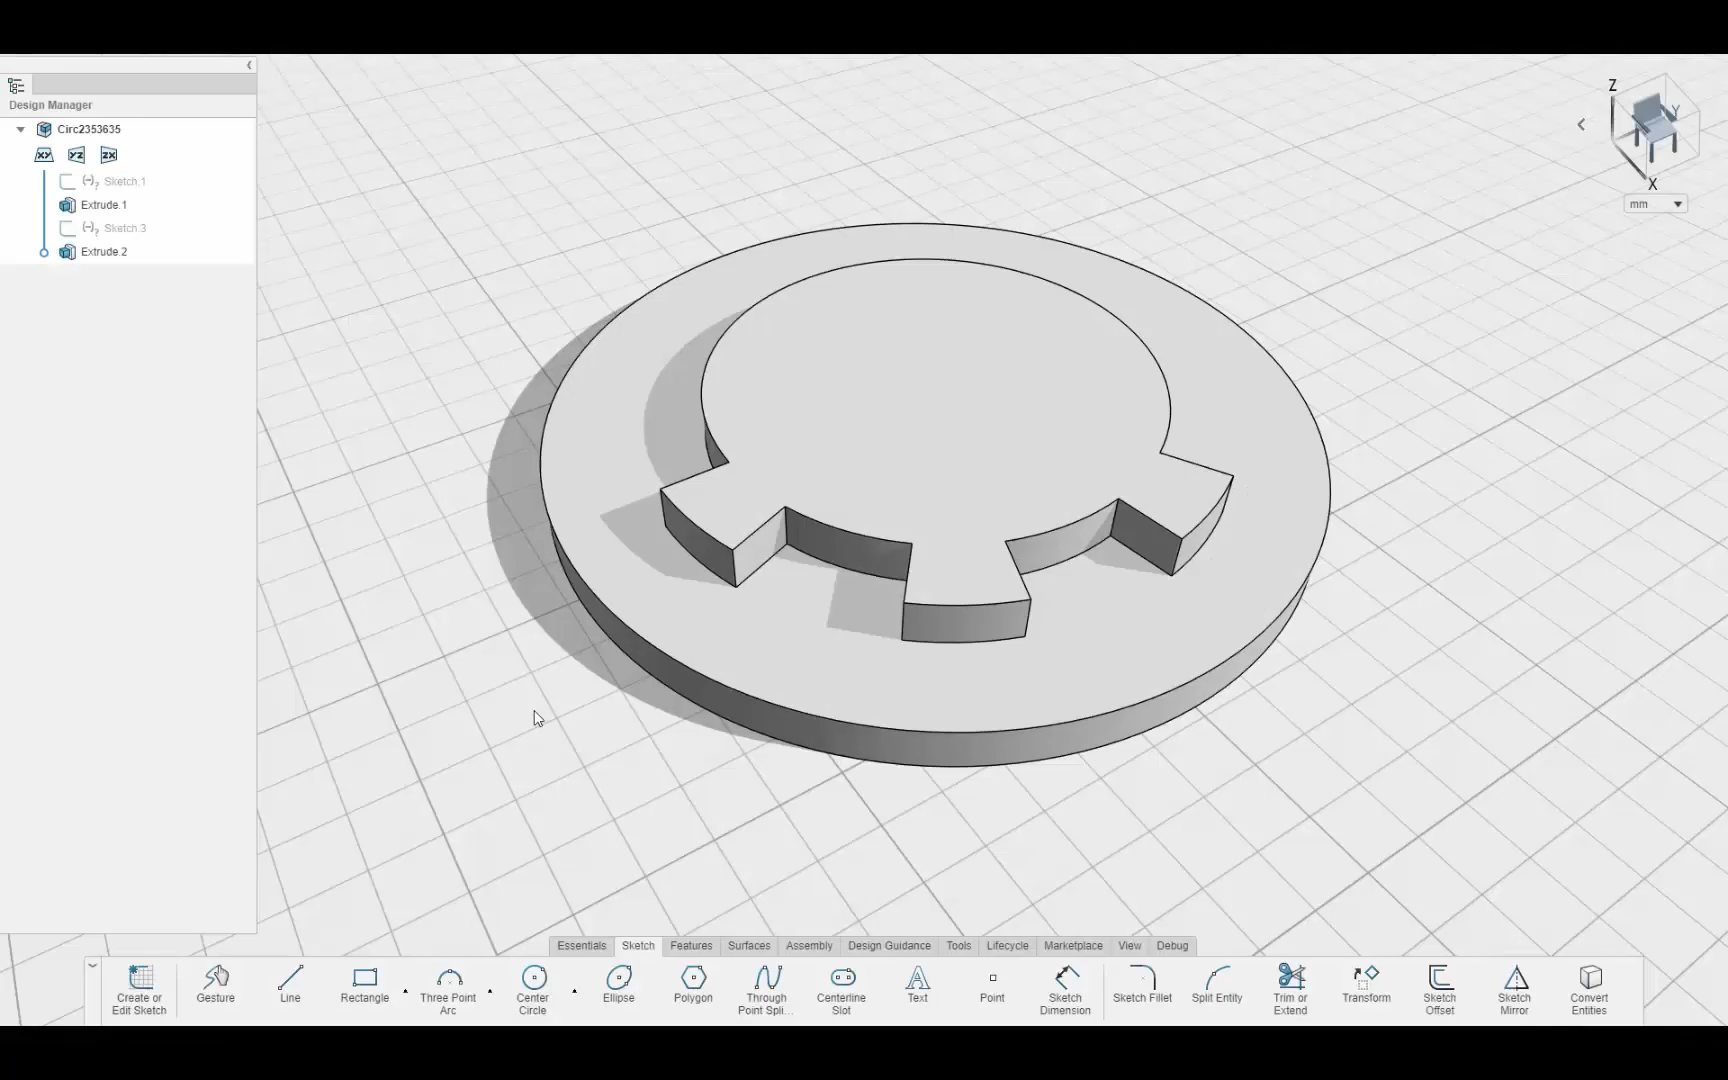 Design Manager
Circ2353635
XY YZ ZX
(-)? Sketch.1
Extrude.1
(-)? Sketch.3
Extrude.2
Z
Y
X
mm
Essentials Sketch Features Surfaces Assembly Design Guidance Tools Lifecycle Marketplace View Debug
Create or Edit Sketch
Gesture
Line
Rectangle
Three Point Arc
Center Circle
Ellipse
Polygon
Through Point Spli...
Centerline Slot
Text
Point
Sketch Dimension
Sketch Fillet
Split Entity
Trim or Extend
Transform
Sketch Offset
Sketch Mirror
Convert Entities